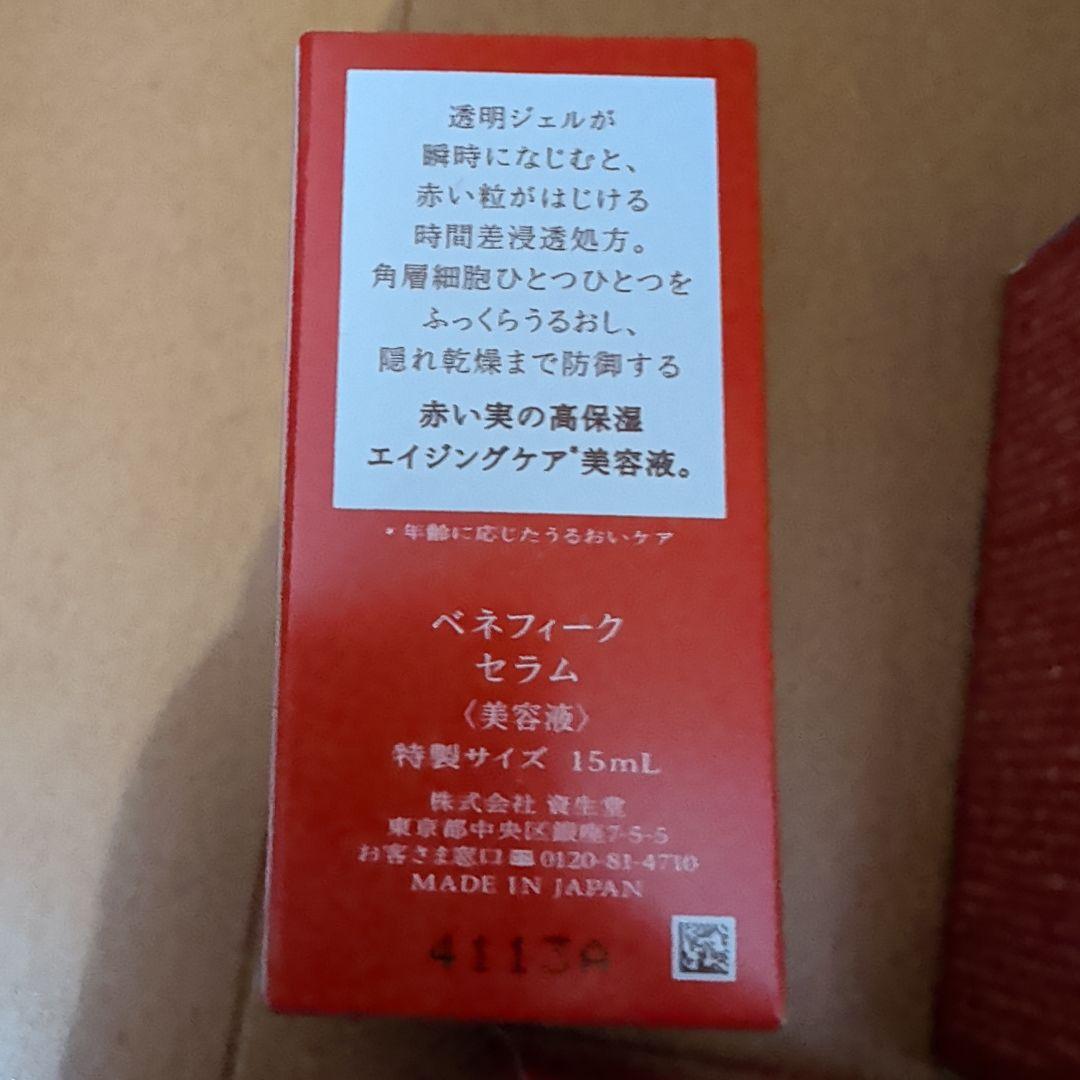 透明ジェルが
瞬時になじむと、
赤い粒がはじける
時間差浸透処方。
角層細胞ひとつひとつを
ふっくらうるおし、
隠れ乾燥まで防御する
赤い実の高保湿
エイジングケア*美容液。
* 年齢に応じたうるおいケア
ベネフィーク
セラム
〈美容液〉
特製サイズ 15mL
株式会社 資生堂
東京都中央区銀座7-5-5
お客さま窓口 0120-81-4710
MADE IN JAPAN
4113A